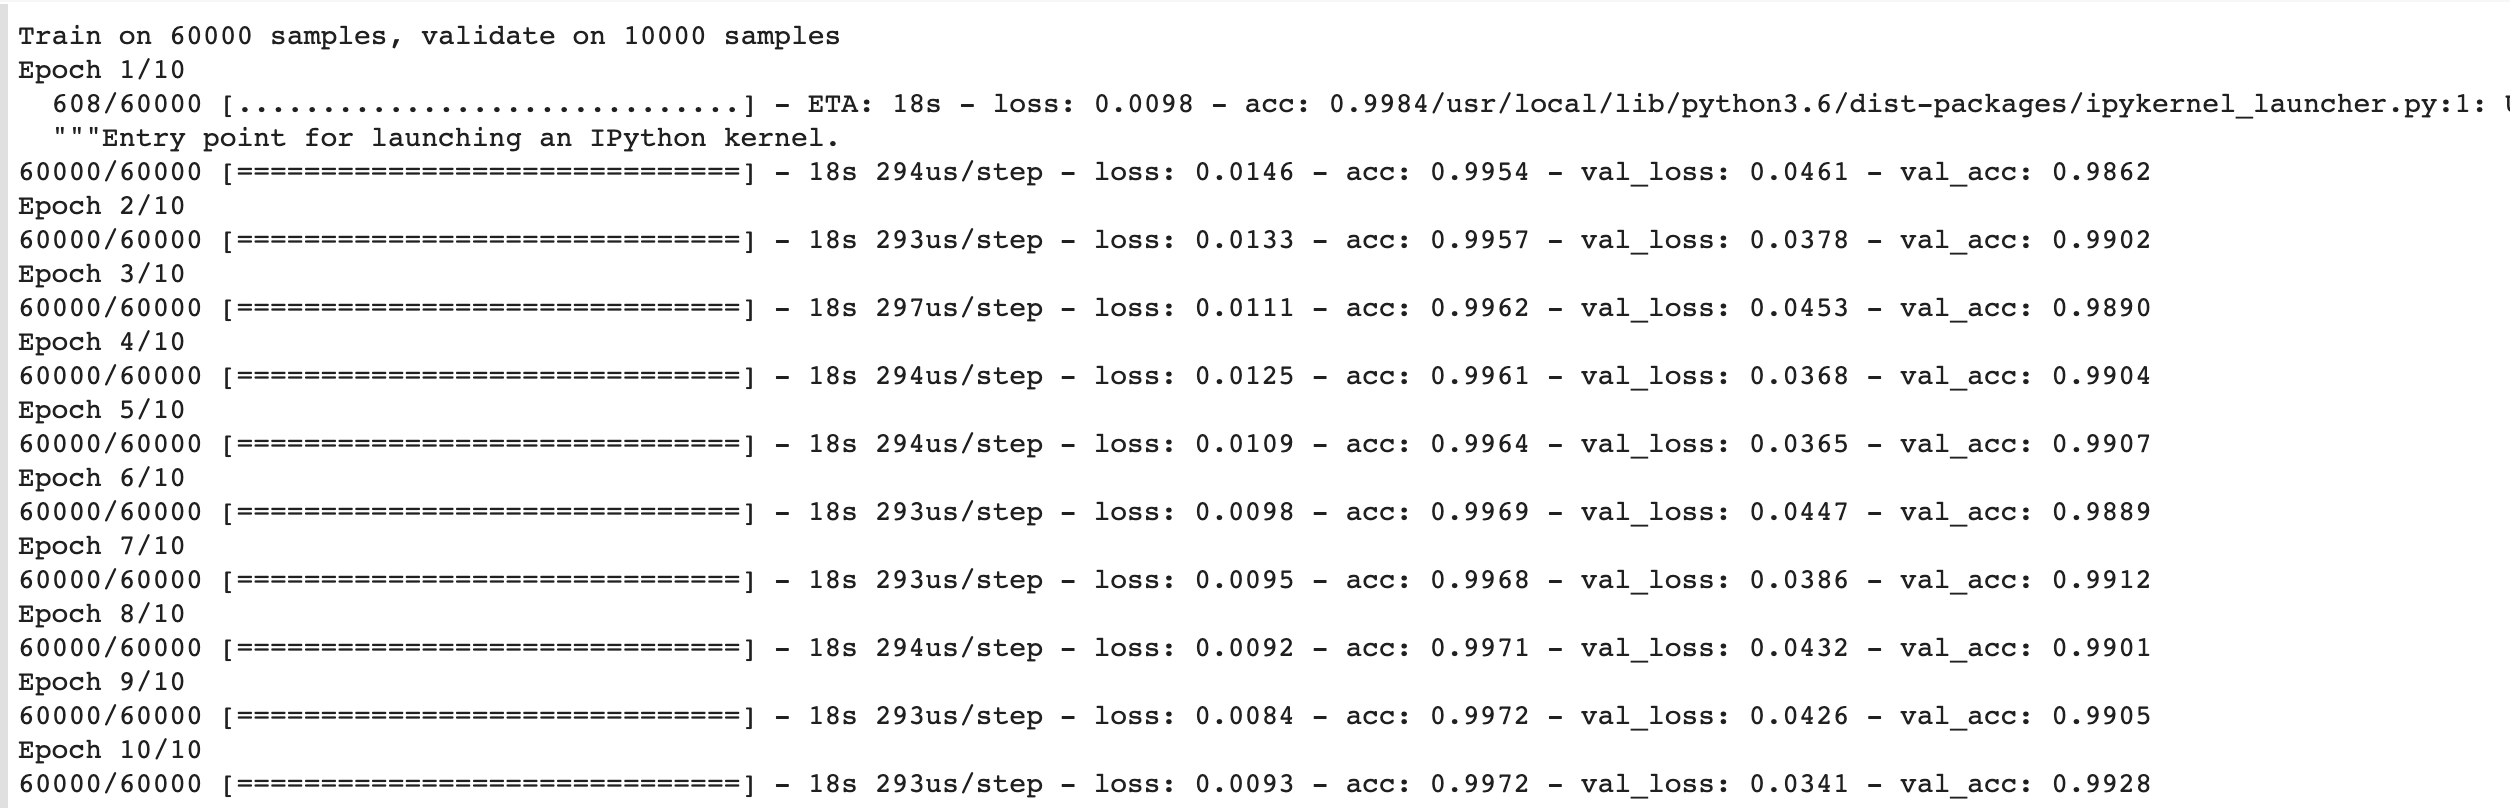 Train on 60000 samples, validate on 10000 samples
Epoch 1/10
608/60000 [..............................] - ETA: 18s - loss: 0.0098 - acc: 0.9984/usr/local/lib/python3.6/dist-packages/ipykernel_launcher.py:1:
"""Entry point for launching an IPython kernel.
60000/60000 [==============================] - 18s 294us/step - loss: 0.0146 - acc: 0.9954 - val_loss: 0.0461 - val_acc: 0.9862
Epoch 2/10
60000/60000 [==============================] - 18s 293us/step - loss: 0.0133 - acc: 0.9957 - val_loss: 0.0378 - val_acc: 0.9902
Epoch 3/10
60000/60000 [==============================] - 18s 297us/step - loss: 0.0111 - acc: 0.9962 - val_loss: 0.0453 - val_acc: 0.9890
Epoch 4/10
60000/60000 [==============================] - 18s 294us/step - loss: 0.0125 - acc: 0.9961 - val_loss: 0.0368 - val_acc: 0.9904
Epoch 5/10
60000/60000 [==============================] - 18s 294us/step - loss: 0.0109 - acc: 0.9964 - val_loss: 0.0365 - val_acc: 0.9907
Epoch 6/10
60000/60000 [==============================] - 18s 293us/step - loss: 0.0098 - acc: 0.9969 - val_loss: 0.0447 - val_acc: 0.9889
Epoch 7/10
60000/60000 [==============================] - 18s 293us/step - loss: 0.0095 - acc: 0.9968 - val_loss: 0.0386 - val_acc: 0.9912
Epoch 8/10
60000/60000 [==============================] - 18s 294us/step - loss: 0.0092 - acc: 0.9971 - val_loss: 0.0432 - val_acc: 0.9901
Epoch 9/10
60000/60000 [==============================] - 18s 293us/step - loss: 0.0084 - acc: 0.9972 - val_loss: 0.0426 - val_acc: 0.9905
Epoch 10/10
60000/60000 [==============================] - 18s 293us/step - loss: 0.0093 - acc: 0.9972 - val_loss: 0.0341 - val_acc: 0.9928